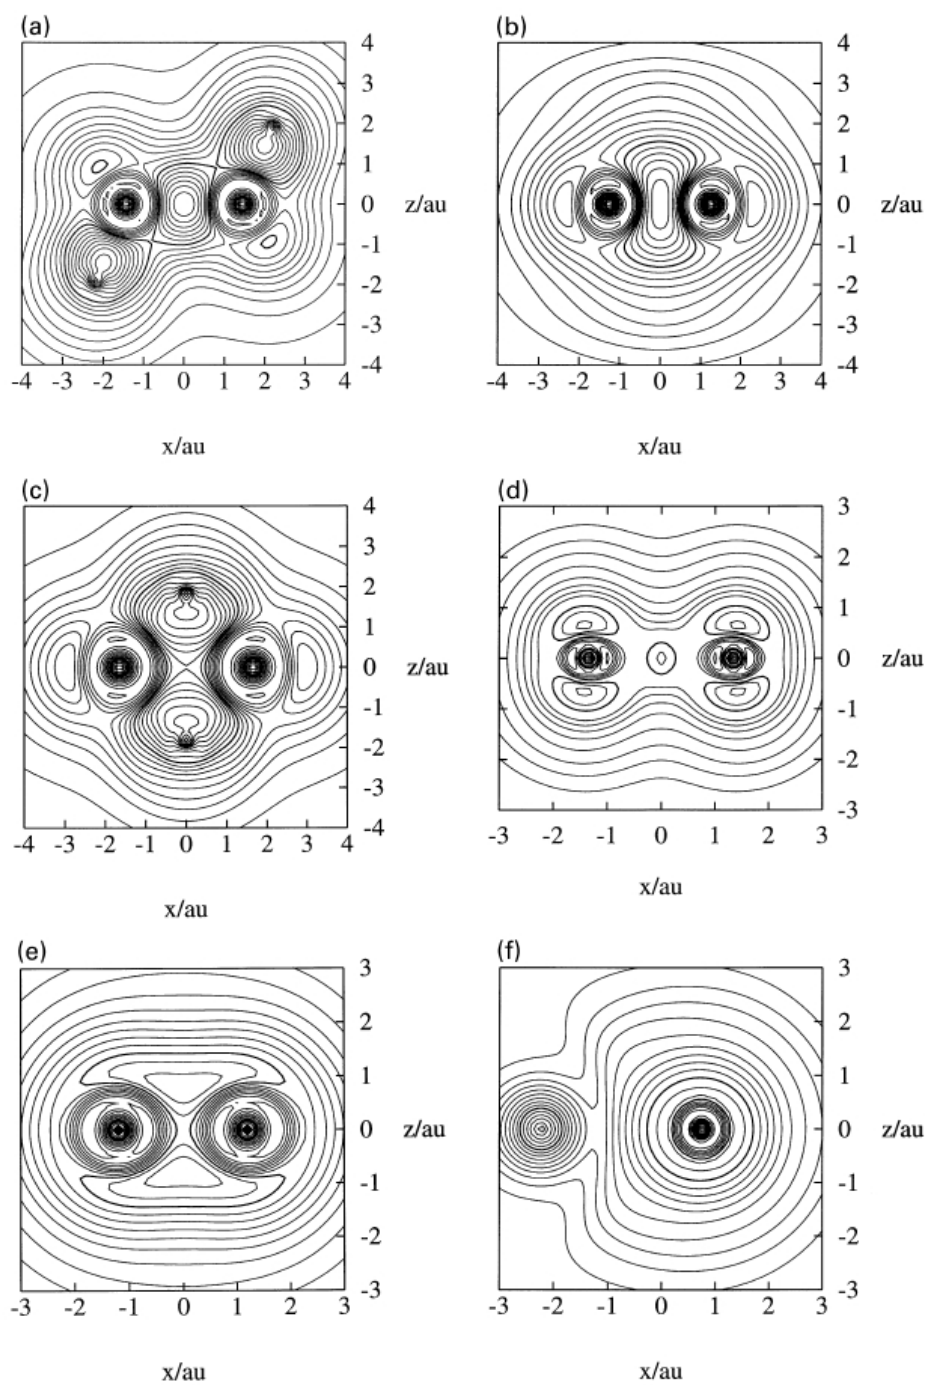 (a) (b)
4 4
3 3
2 2
1 1
0 z/au 0 z/au
-1 -1
-2 -2
-3 -3
-4 -4
-4 -3 -2 -1 0 1 2 3 4 -4 -3 -2 -1 0 1 2 3 4
x/au x/au
(c) (d)
4 3
3 2
2 1
1 0 z/au
0 z/au -1
-1 -2
-2 -3
-3
-4
-4 -3 -2 -1 0 1 2 3 4 -3 -2 -1 0 1 2 3
x/au x/au
(e) (f)
3 3
2 2
1 1
0 z/au 0 z/au
-1 -1
-2 -2
-3 -3
-3 -2 -1 0 1 2 3 -3 -2 -1 0 1 2 3
x/au x/au